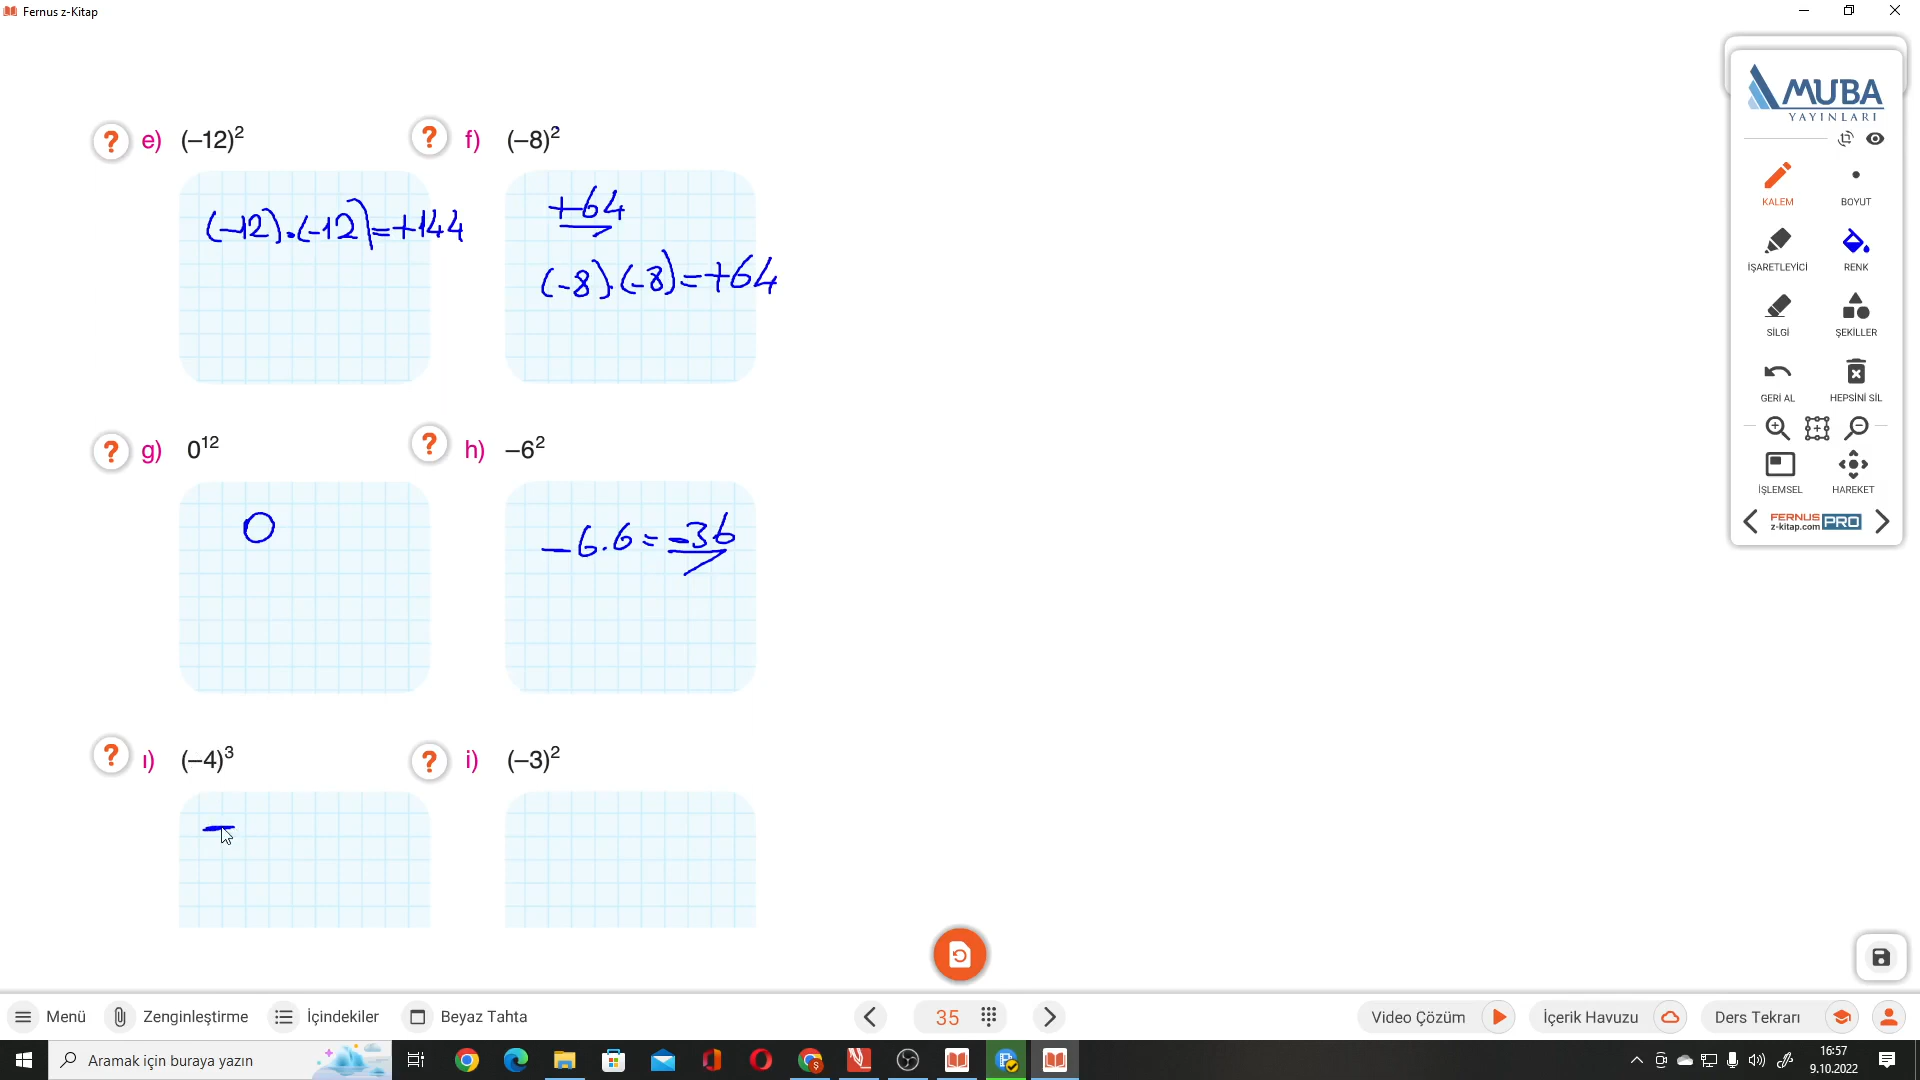 Fernus z-Kitap
e) (–12)²
f) (–8)²
(-12).(-12)=+144
+64
(-8).(-8)=+64
g) 0¹²
h) –6²
0
-6.6=-36
ı) (–4)³
i) (–3)²
-
MUBA
YAYINLARI
KALEM
BOYUT
İŞARETLEYİCİ
RENK
SİLGİ
ŞEKİLLER
GERİ AL
HEPSİNİ SİL
İŞLEMSEL
HAREKET
FERNUS PRO
z-kitap.com
Menü
Zenginleştirme
İçindekiler
Beyaz Tahta
35
Video Çözüm
İçerik Havuzu
Ders Tekrarı
Aramak için buraya yazın
16:57
9.10.2022